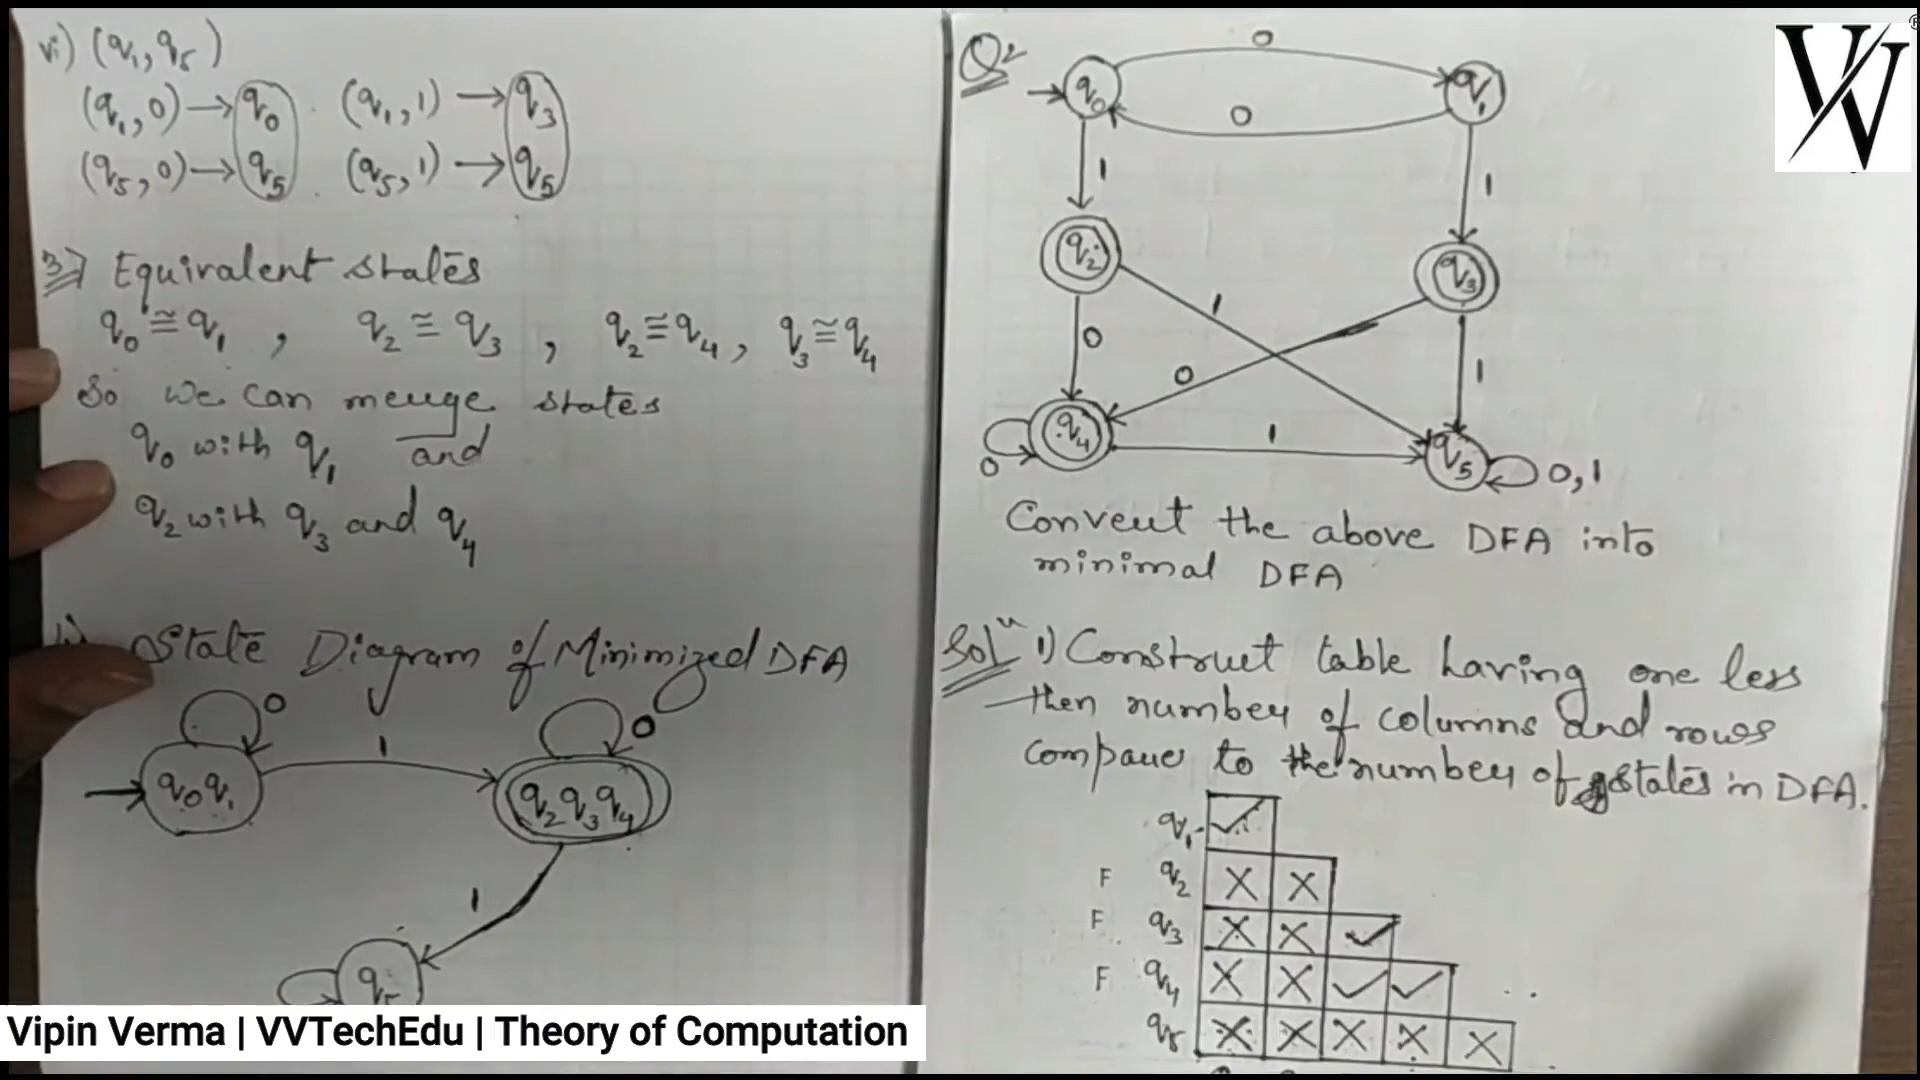 vi) (q1, q5)
(q1, 0) → q0 (q1, 1) → q3
(q5, 0) → q5 (q5, 1) → q5
3) Equivalent states
q0 ≅ q1 , q2 ≅ q3 , q2 ≅ q4 , q3 ≅ q4
So we can merge states
q0 with q1 and
q2 with q3 and q4
State Diagram of Minimized DFA
0 0
1
q0q1 q2q3q4
1
Q2
0
q0 q1
0
1 1
q2 q3
1
0 0 1
q4 1 q5 0,1
0
Convert the above DFA into
minimal DFA
Soln 1) Construct table having one less
then number of columns and rows
compare to the number of states in DFA.
q1 ✓
F q2 X X
F q3 X X ✓
F q4 X X ✓ ✓
q5 X X X X X
VV
Vipin Verma | VVTechEdu | Theory of Computation